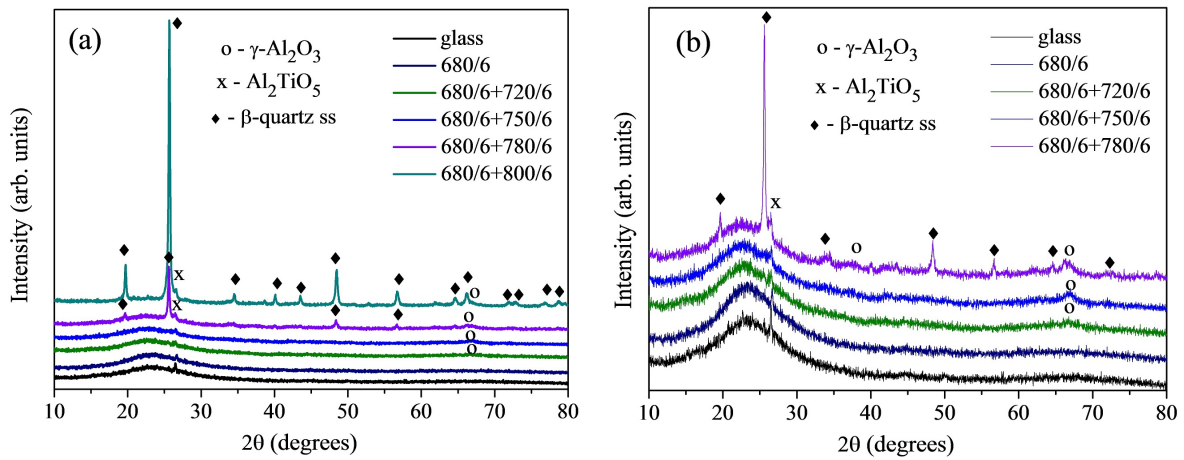 (a)
o - γ-Al2O3
x - Al2TiO5
♦ - β-quartz ss
glass
680/6
680/6+720/6
680/6+750/6
680/6+780/6
680/6+800/6
x
x
o
o
o
o
Intensity (arb. units)
10 20 30 40 50 60 70 80
2θ (degrees)
(b)
o - γ-Al2O3
x - Al2TiO5
♦ - β-quartz ss
glass
680/6
680/6+720/6
680/6+750/6
680/6+780/6
x
o
o
o
o
Intensity (arb. units)
10 20 30 40 50 60 70 80
2θ (degrees)